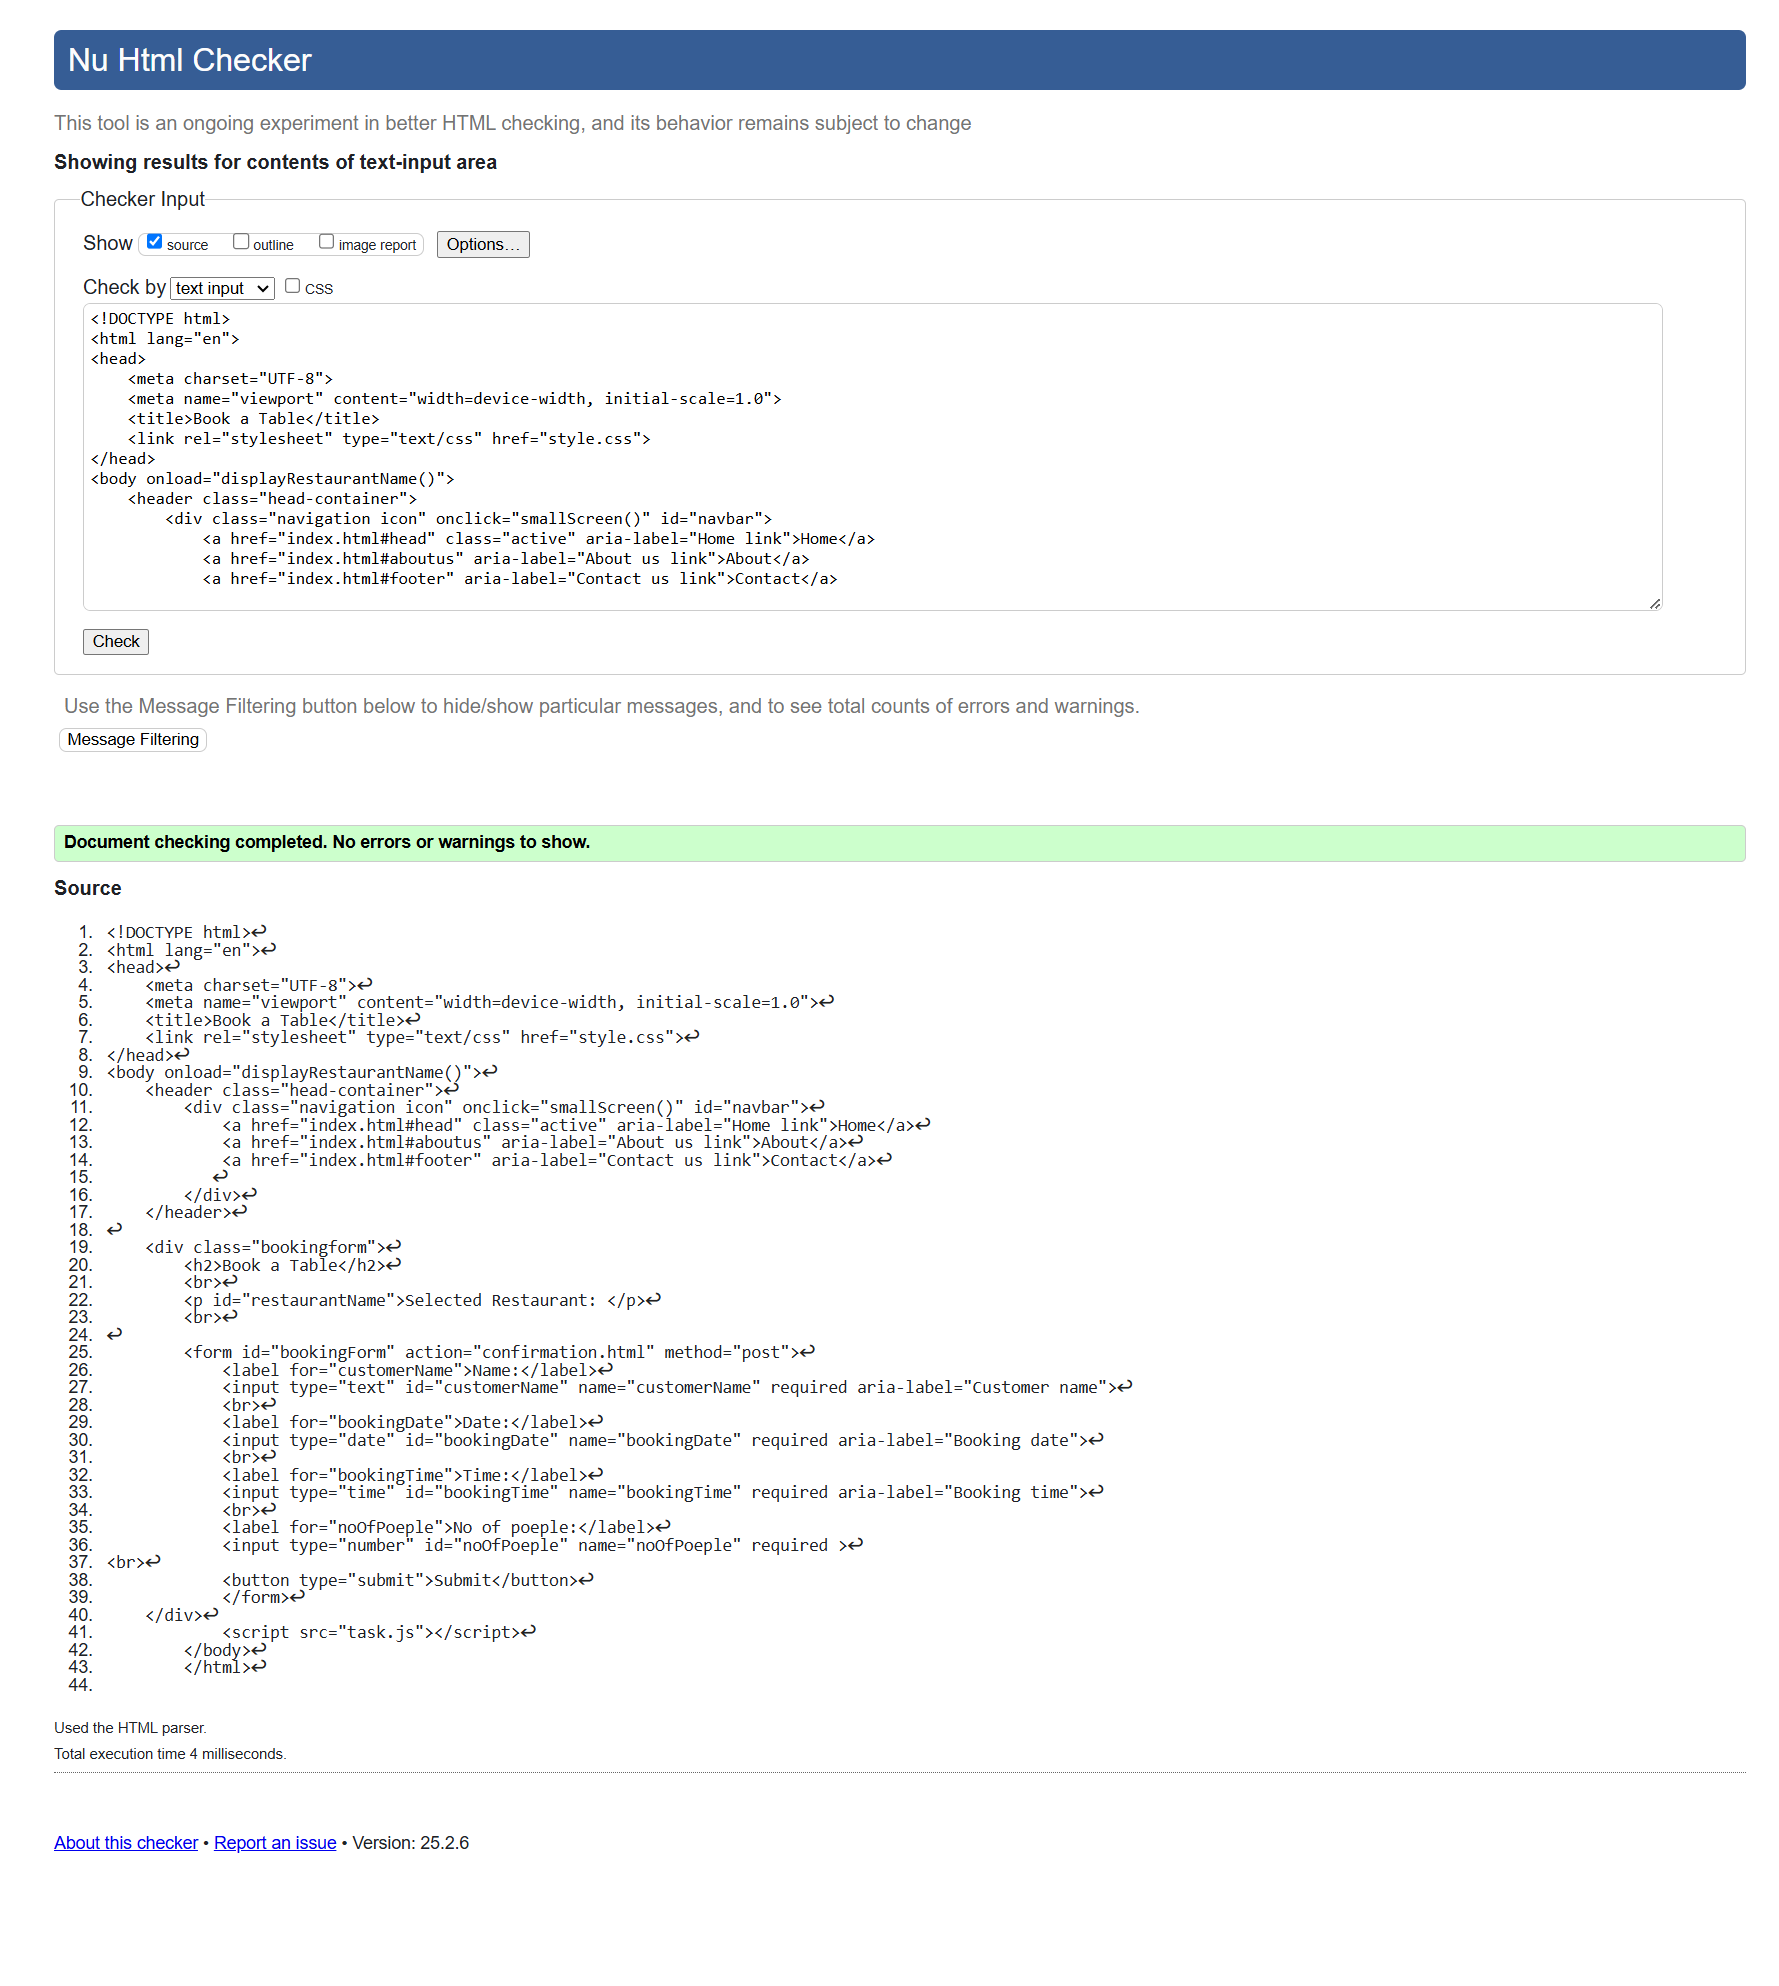 Nu Html Checker
This tool is an ongoing experiment in better HTML checking, and its behavior remains subject to change
Showing results for contents of text-input area
Checker Input
Show source outline image report Options...
Check by text input CSS
<!DOCTYPE html>
<html lang="en">
<head>
    <meta charset="UTF-8">
    <meta name="viewport" content="width=device-width, initial-scale=1.0">
    <title>Book a Table</title>
    <link rel="stylesheet" type="text/css" href="style.css">
</head>
<body onload="displayRestaurantName()">
    <header class="head-container">
        <div class="navigation icon" onclick="smallScreen()" id="navbar">
            <a href="index.html#head" class="active" aria-label="Home link">Home</a>
            <a href="index.html#aboutus" aria-label="About us link">About</a>
            <a href="index.html#footer" aria-label="Contact us link">Contact</a>
Check
Use the Message Filtering button below to hide/show particular messages, and to see total counts of errors and warnings.
Message Filtering
Document checking completed. No errors or warnings to show.
Source
1. <!DOCTYPE html>↩
2. <html lang="en">↩
3. <head>↩
4.     <meta charset="UTF-8">↩
5.     <meta name="viewport" content="width=device-width, initial-scale=1.0">↩
6.     <title>Book a Table</title>↩
7.     <link rel="stylesheet" type="text/css" href="style.css">↩
8. </head>↩
9. <body onload="displayRestaurantName()">↩
10.     <header class="head-container">↩
11.         <div class="navigation icon" onclick="smallScreen()" id="navbar">↩
12.             <a href="index.html#head" class="active" aria-label="Home link">Home</a>↩
13.             <a href="index.html#aboutus" aria-label="About us link">About</a>↩
14.             <a href="index.html#footer" aria-label="Contact us link">Contact</a>↩
15.            ↩
16.         </div>↩
17.     </header>↩
18. ↩
19.     <div class="bookingform">↩
20.         <h2>Book a Table</h2>↩
21.         <br>↩
22.         <p id="restaurantName">Selected Restaurant: </p>↩
23.         <br>↩
24. ↩
25.         <form id="bookingForm" action="confirmation.html" method="post">↩
26.             <label for="customerName">Name:</label>↩
27.             <input type="text" id="customerName" name="customerName" required aria-label="Customer name">↩
28.             <br>↩
29.             <label for="bookingDate">Date:</label>↩
30.             <input type="date" id="bookingDate" name="bookingDate" required aria-label="Booking date">↩
31.             <br>↩
32.             <label for="bookingTime">Time:</label>↩
33.             <input type="time" id="bookingTime" name="bookingTime" required aria-label="Booking time">↩
34.             <br>↩
35.             <label for="noOfPoeple">No of poeple:</label>↩
36.             <input type="number" id="noOfPoeple" name="noOfPoeple" required >↩
37. <br>↩
38.             <button type="submit">Submit</button>↩
39.             </form>↩
40.     </div>↩
41.             <script src="task.js"></script>↩
42.         </body>↩
43.         </html>↩
44.
Used the HTML parser.
Total execution time 4 milliseconds.
About this checker • Report an issue • Version: 25.2.6